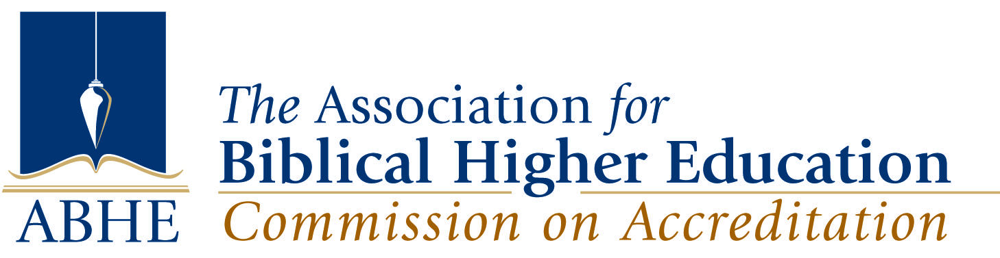 ABHE
The Association for
Biblical Higher Education
Commission on Accreditation